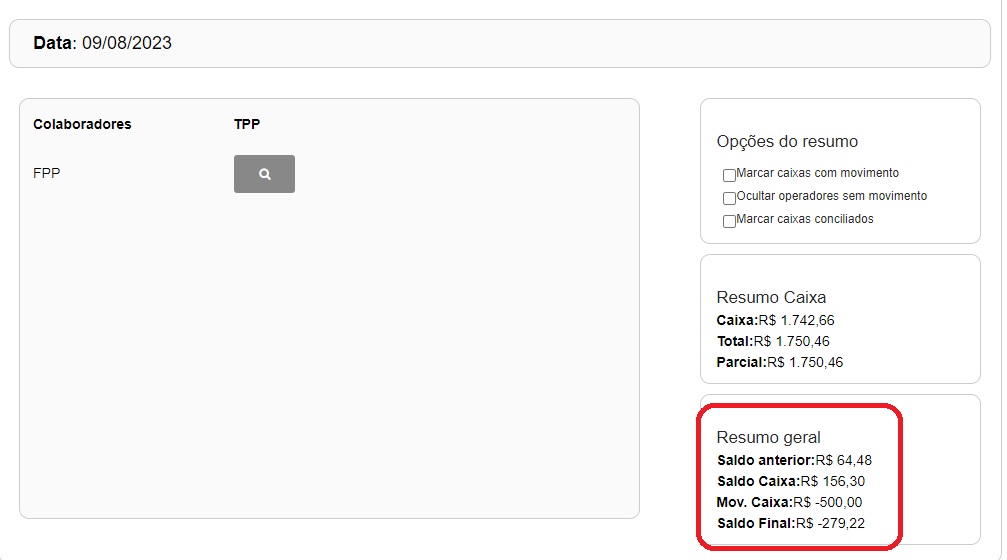 Data: 09/08/2023
Colaboradores TPP
FPP
Opções do resumo
Marcar caixas com movimento
Ocultar operadores sem movimento
Marcar caixas conciliados
Resumo Caixa
Caixa:R$ 1.742,66
Total:R$ 1.750,46
Parcial:R$ 1.750,46
Resumo geral
Saldo anterior:R$ 64,48
Saldo Caixa:R$ 156,30
Mov. Caixa:R$ -500,00
Saldo Final:R$ -279,22